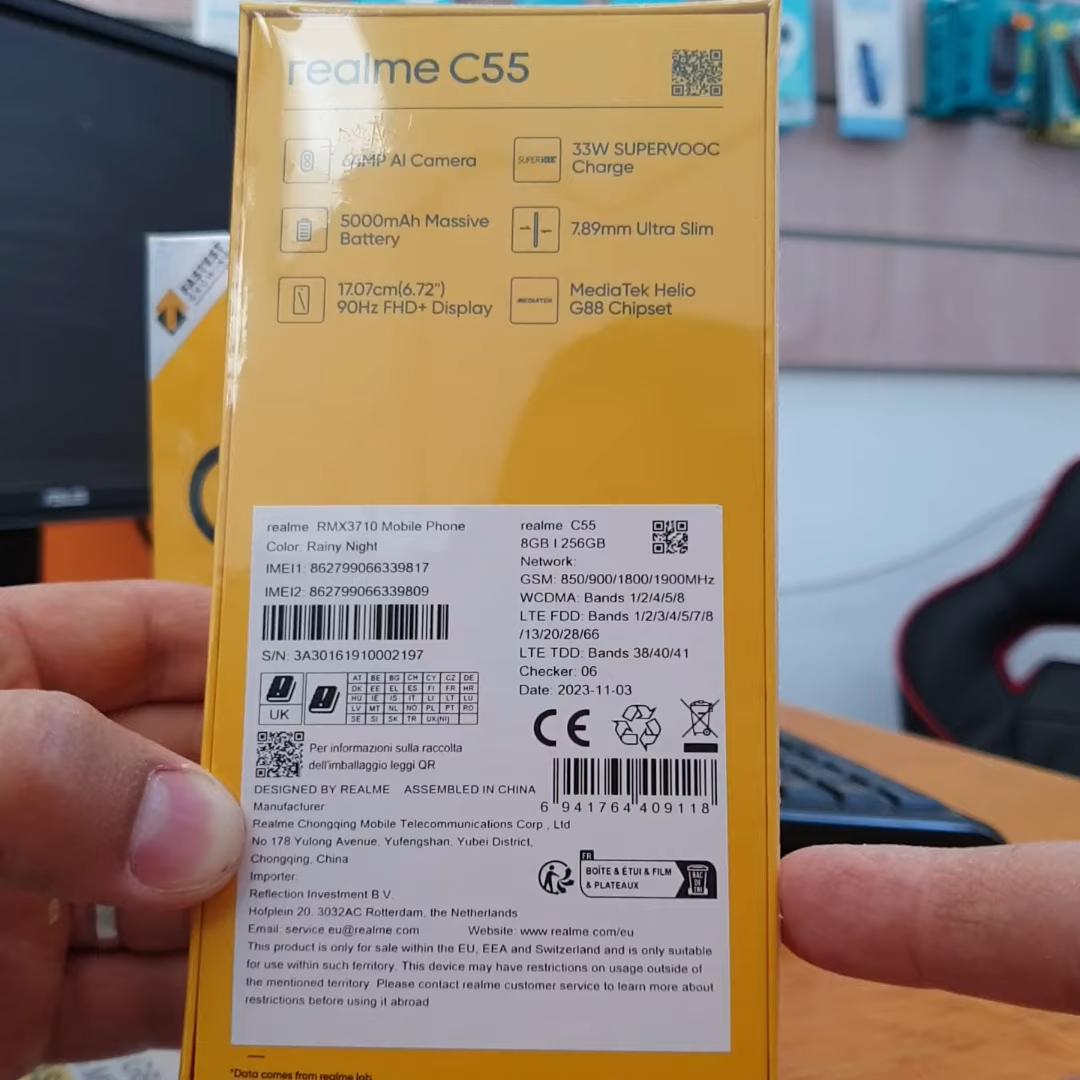 realme C55
64MP AI Camera
SUPERVOOC
33W SUPERVOOC
Charge
5000mAh Massive
Battery
7.89mm Ultra Slim
17.07cm(6.72")
90Hz FHD+ Display
MEDIATEK
MediaTek Helio
G88 Chipset
FASTEST
realme RMX3710 Mobile Phone
Color: Rainy Night
IMEI1: 862799066339817
IMEI2: 862799066339809
S/N: 3A30161910002197
realme C55
8GB | 256GB
Network:
GSM: 850/900/1800/1900MHz
WCDMA: Bands 1/2/4/5/8
LTE FDD: Bands 1/2/3/4/5/7/8
/13/20/28/66
LTE TDD: Bands 38/40/41
Checker: 06
Date: 2023-11-03
UK
AT BE BG CH CY CZ DE
DK EE EL ES FI FR HR
HU IE IS IT LI LT LU
LV MT NL NO PL PT RO
SE SI SK TR UK(NI)
CE
Per informazioni sulla raccolta
dell'imballaggio leggi QR
DESIGNED BY REALME ASSEMBLED IN CHINA
6 941764 409118
Manufacturer:
Realme Chongqing Mobile Telecommunications Corp., Ltd
No 178 Yulong Avenue, Yufengshan, Yubei District,
Chongqing, China
FR
BOÎTE & ÉTUI & FILM
& PLATEAUX
BAC
DE
TRI
Importer:
Reflection Investment B.V.
Hofplein 20. 3032AC Rotterdam, the Netherlands
Email: service.eu@realme.com Website: www.realme.com/eu
This product is only for sale within the EU, EEA and Switzerland and is only suitable
for use within such territory. This device may have restrictions on usage outside of
the mentioned territory. Please contact realme customer service to learn more about
restrictions before using it abroad
*Data comes from realme lab.
ASUS